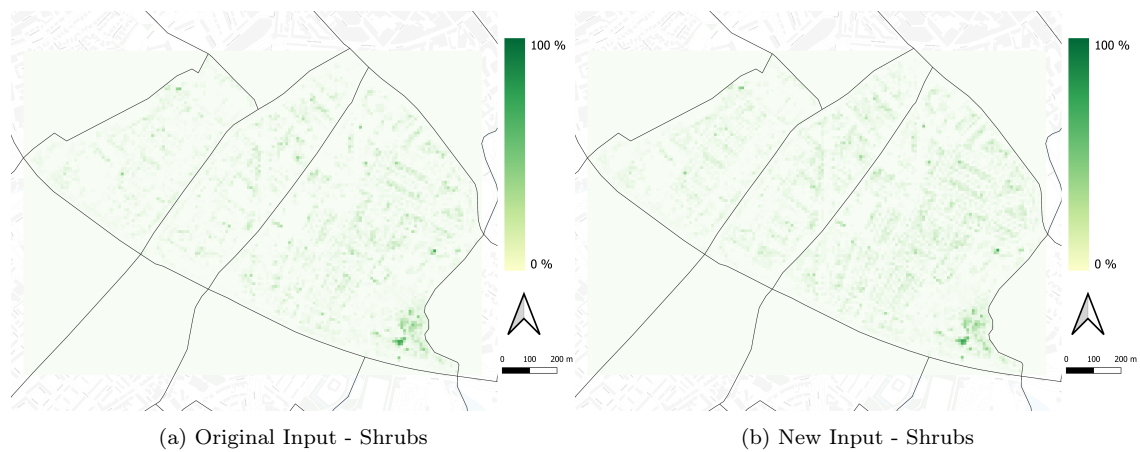 100 %
0 %
0 100 200 m
100 %
0 %
0 100 200 m
(a) Original Input - Shrubs
(b) New Input - Shrubs